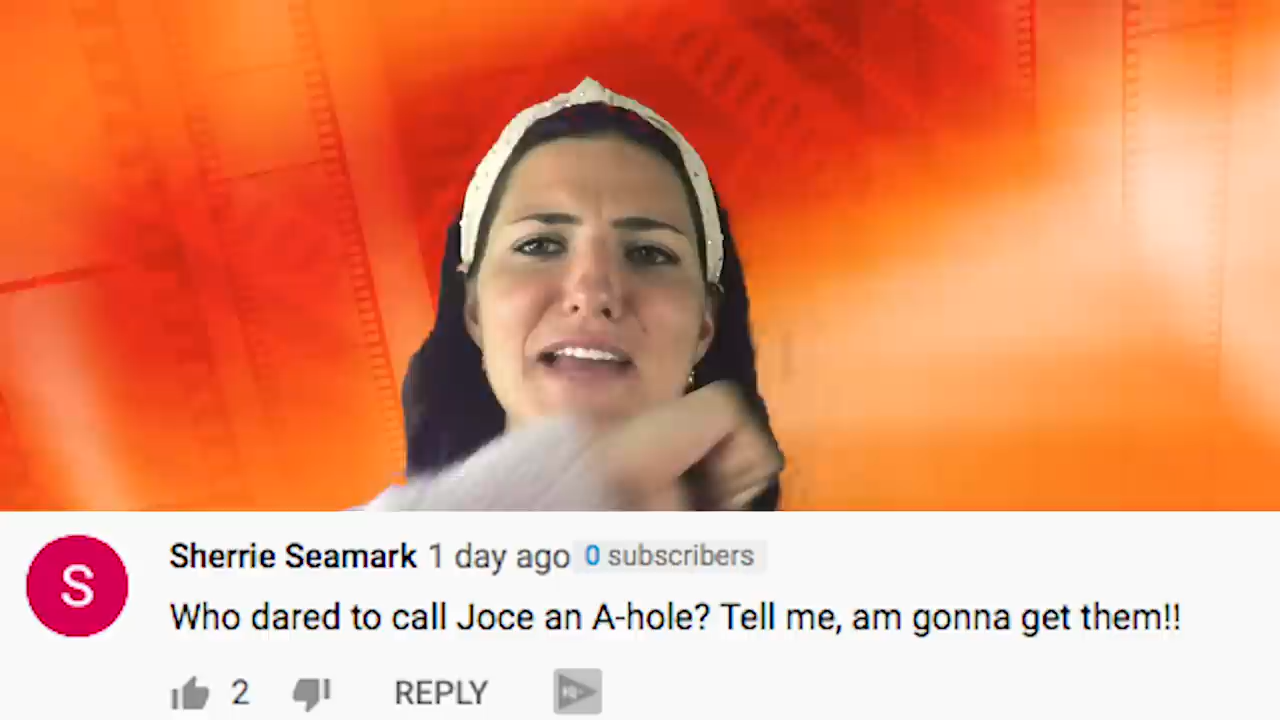 S
Sherrie Seamark 1 day ago 0 subscribers
Who dared to call Joce an A-hole? Tell me, am gonna get them!!
2 REPLY